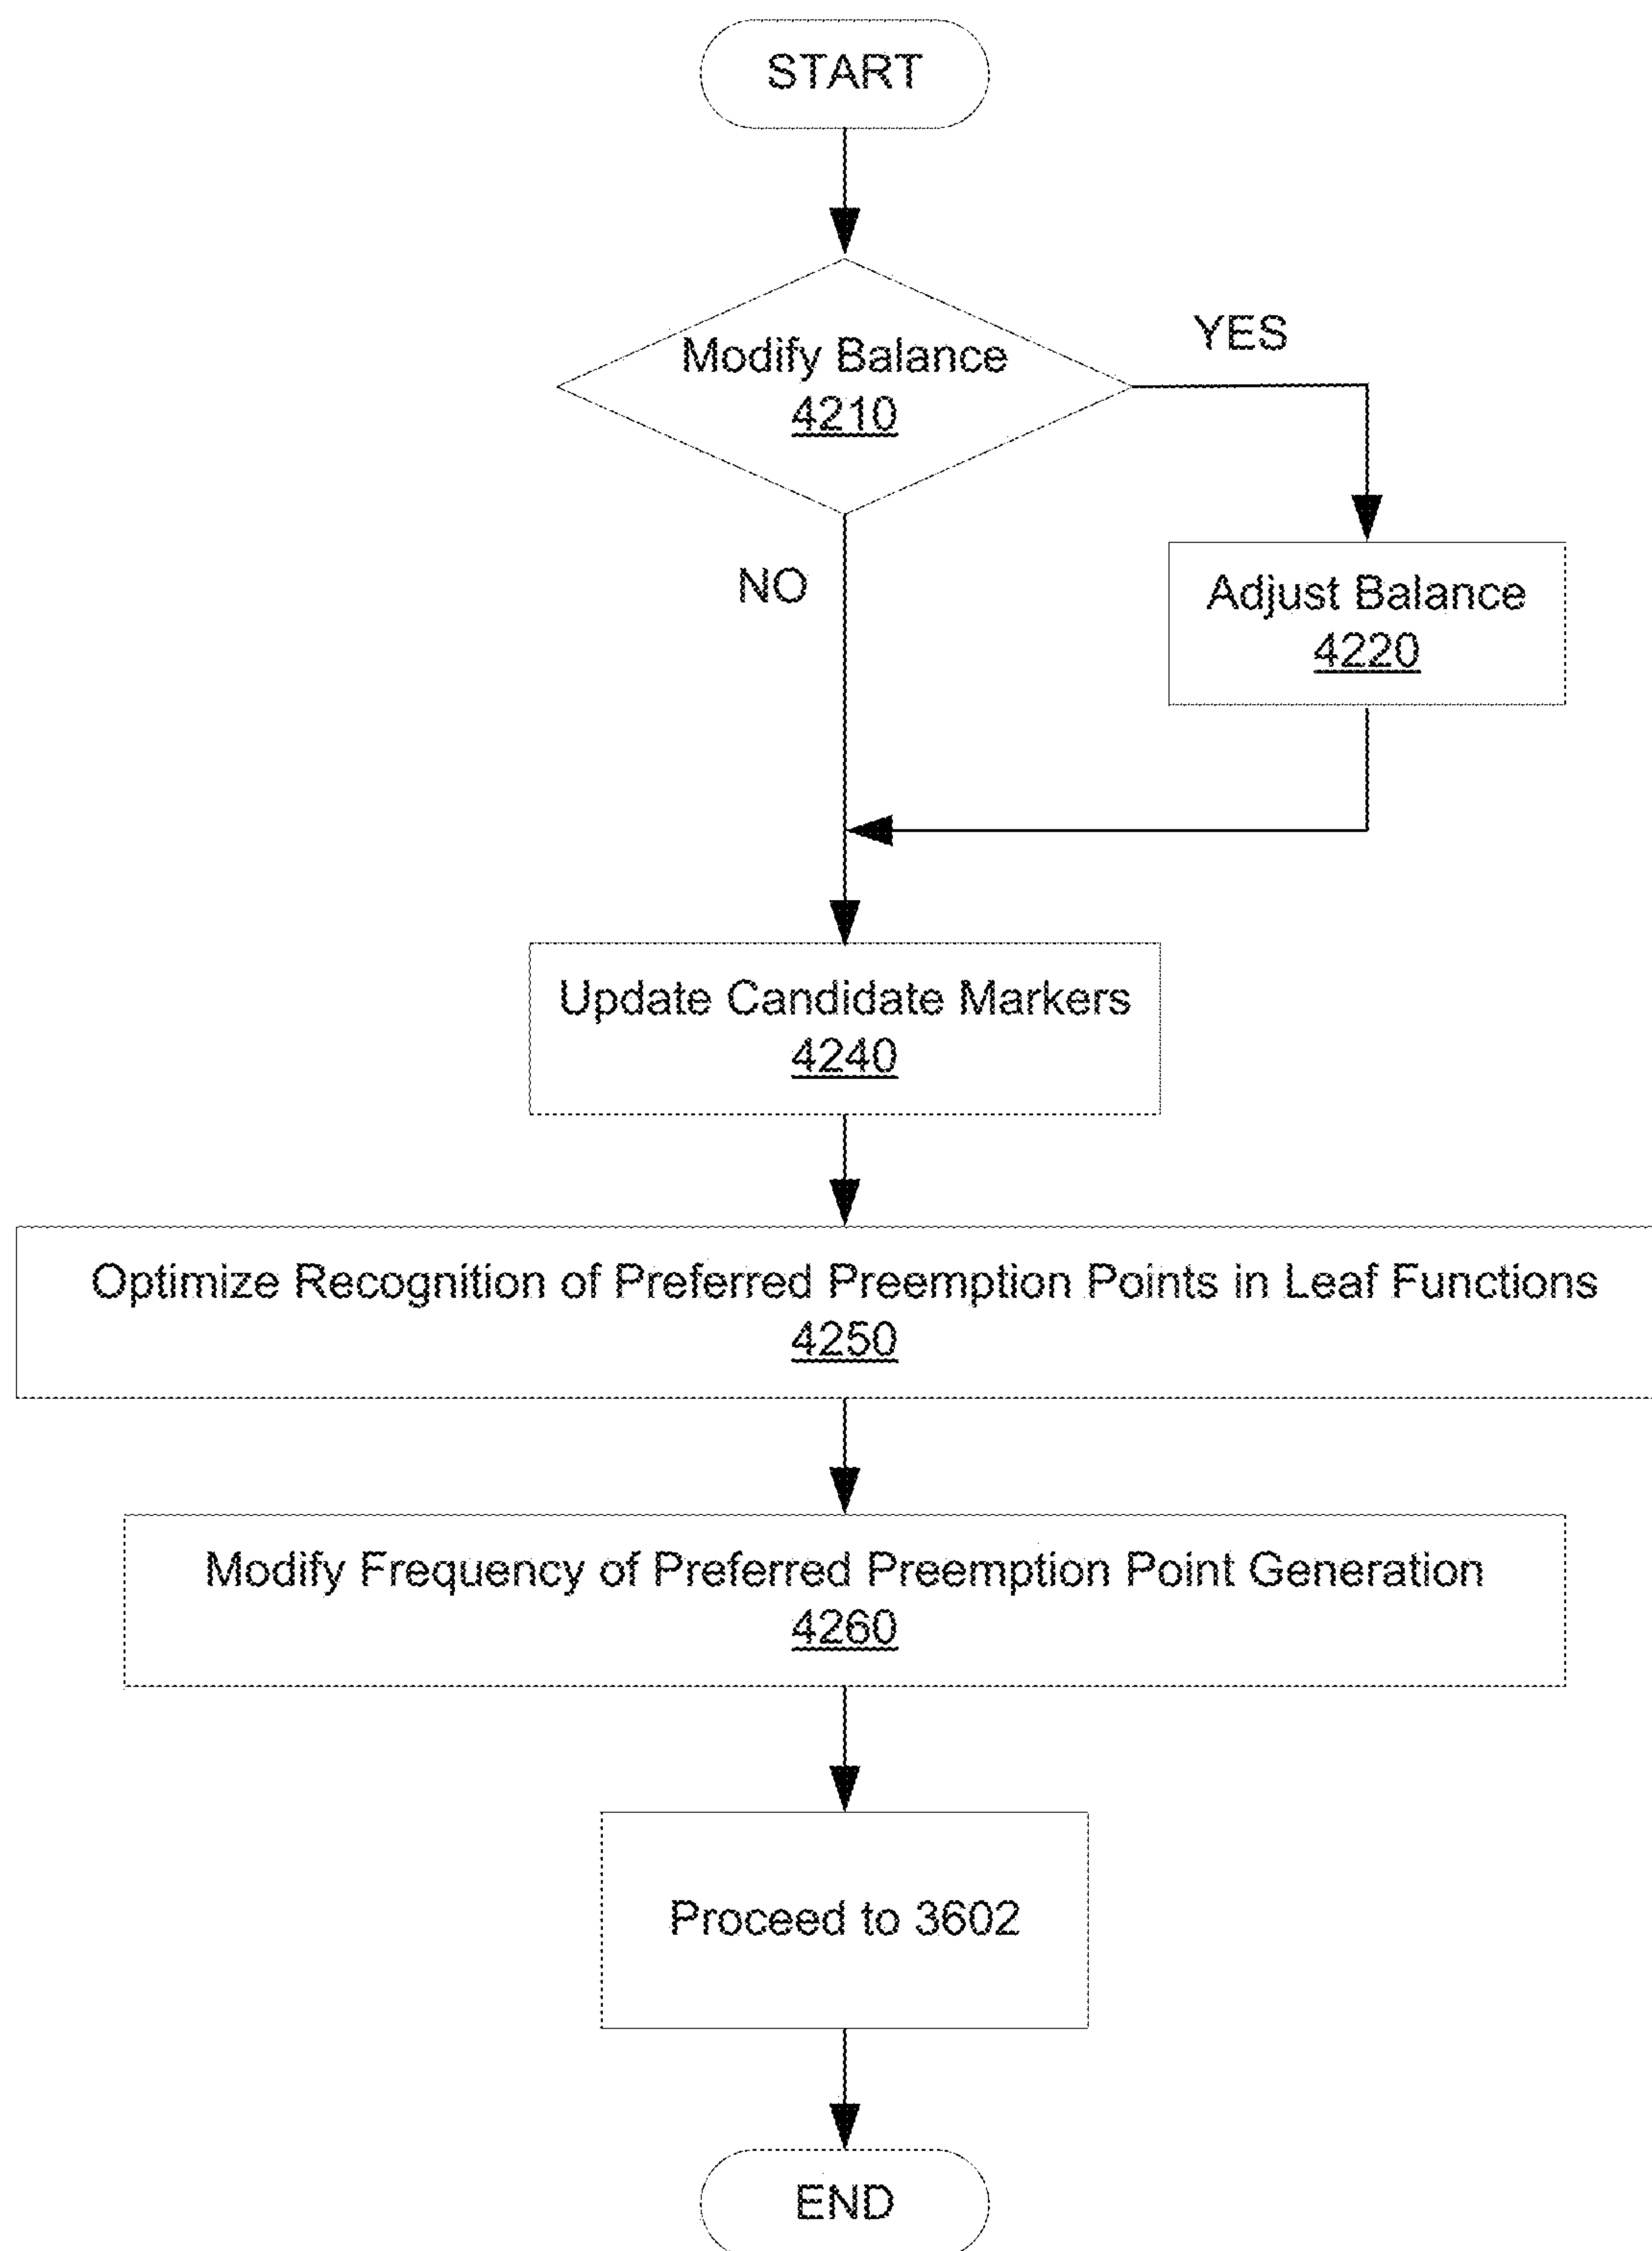 START
Modify Balance
4210
YES
NO
Adjust Balance
4220
Update Candidate Markers
4240
Optimize Recognition of Preferred Preemption Points in Leaf Functions
4250
Modify Frequency of Preferred Preemption Point Generation
4260
Proceed to 3602
END